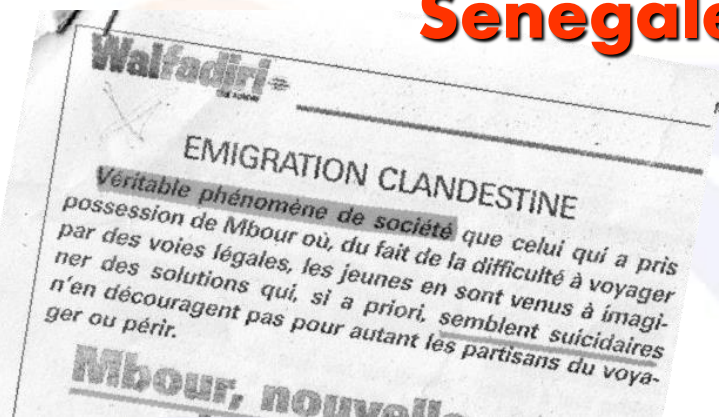 Senegale
Walfadjri
EMIGRATION CLANDESTINE
Véritable phénomène de société que celui qui a pris
possession de Mbour où, du fait de la difficulté à voyager
par des voies légales, les jeunes en sont venus à imagi-
ner des solutions qui, si a priori, semblent suicidaires
n'en découragent pas pour autant les partisans du voya-
ger ou périr.
Mbour, nouvelle